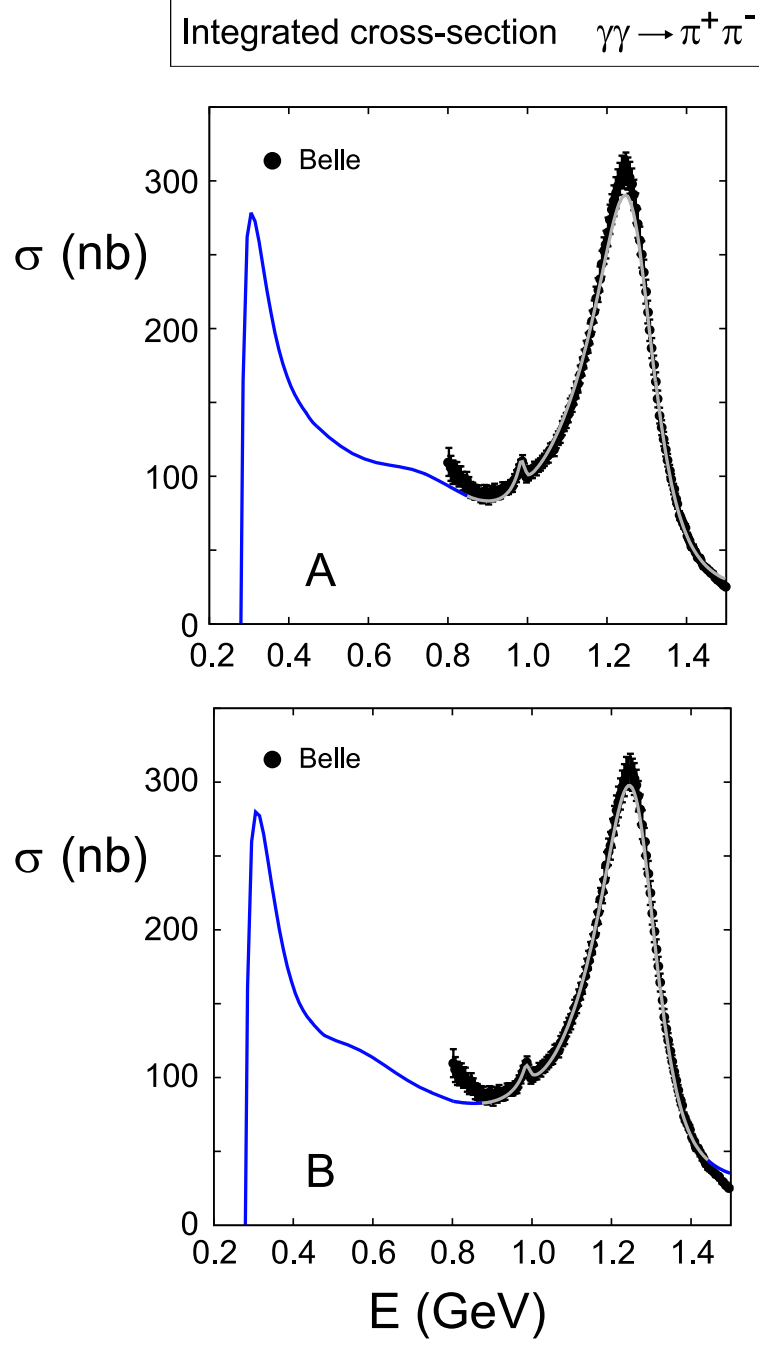 Integrated cross-section γγ → π⁺π⁻
Belle
300
σ (nb)
200
100
A
0
0.2 0.4 0.6 0.8 1.0 1.2 1.4
Belle
300
σ (nb)
200
100
B
0
0.2 0.4 0.6 0.8 1.0 1.2 1.4
E (GeV)